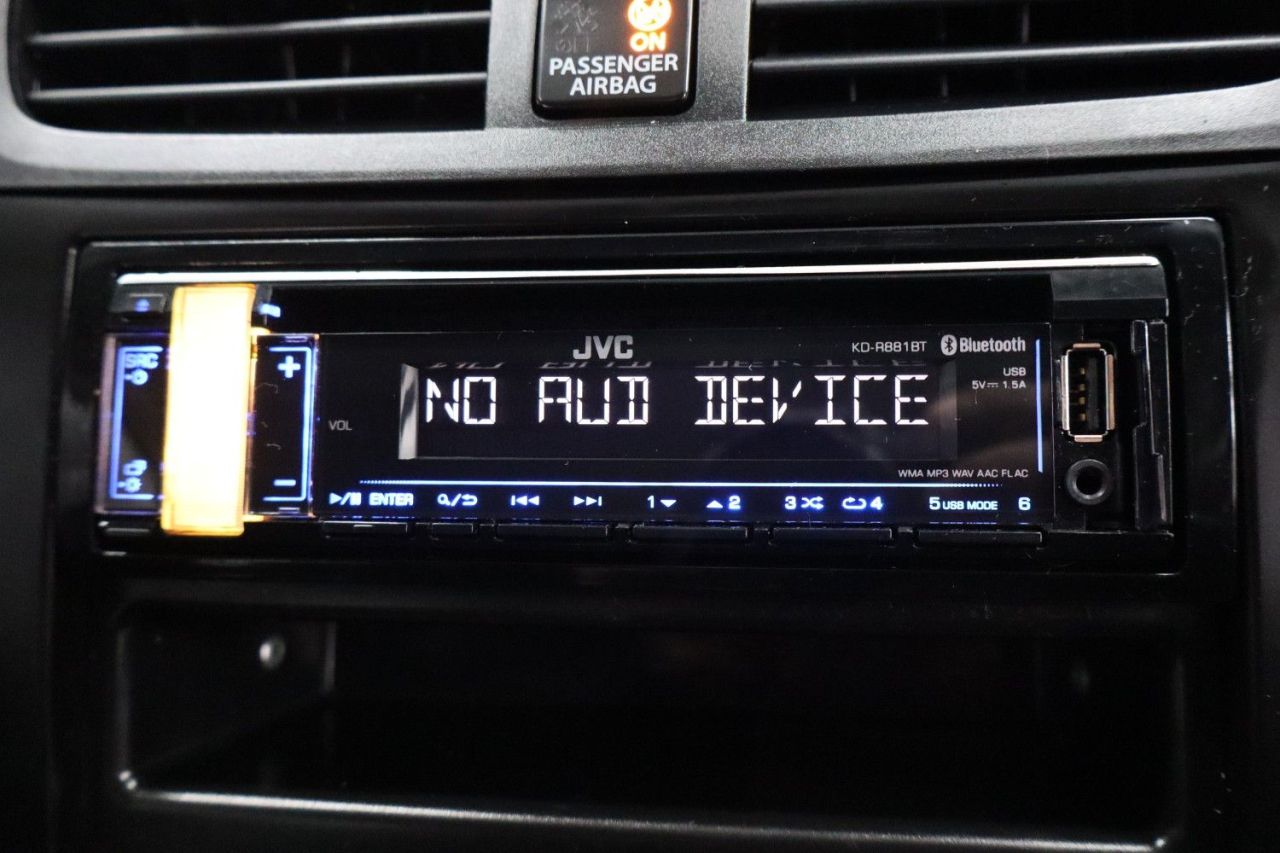 ON
PASSENGER
AIRBAG
JVC
KD-R881BT
Bluetooth
SRC
+
NO AUD DEVICE
USB
5V⎓ 1.5A
VOL
WMA MP3 WAV AAC FLAC
−
ENTER
1 2 3 4 5 USB MODE 6